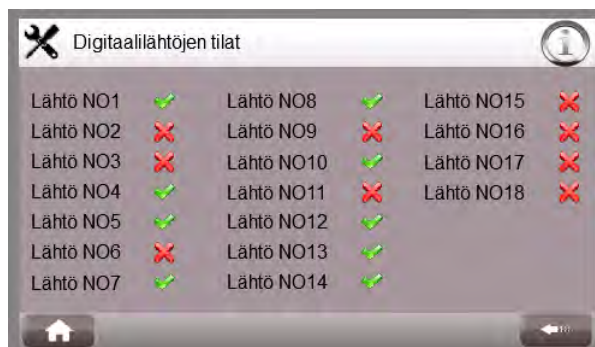 Digitaalilähtöjen tilat
Lähtö NO1
Lähtö NO2
Lähtö NO3
Lähtö NO4
Lähtö NO5
Lähtö NO6
Lähtö NO7
Lähtö NO8
Lähtö NO9
Lähtö NO10
Lähtö NO11
Lähtö NO12
Lähtö NO13
Lähtö NO14
Lähtö NO15
Lähtö NO16
Lähtö NO17
Lähtö NO18